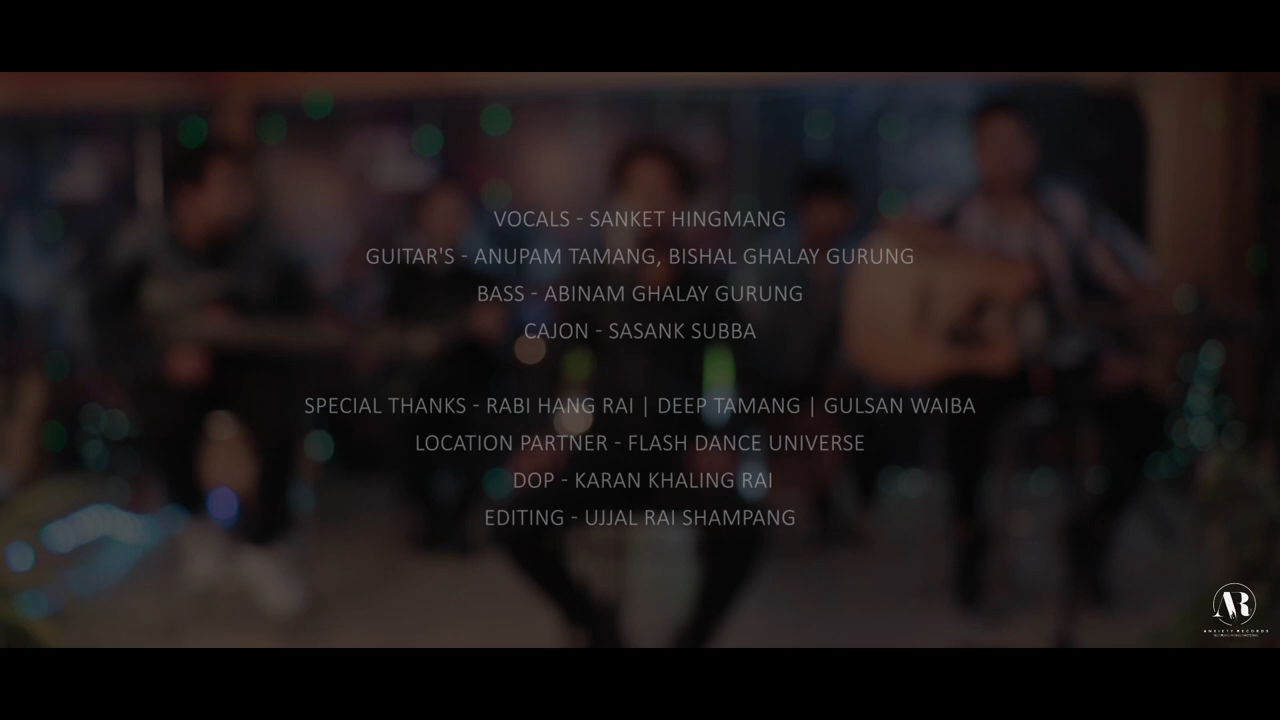 VOCALS - SANKET HINGMANG
GUITAR'S - ANUPAM TAMANG, BISHAL GHALAY GURUNG
BASS - ABINAM GHALAY GURUNG
CAJON - SASANK SUBBA
SPECIAL THANKS - RABI HANG RAI | DEEP TAMANG | GULSAN WAIBA
LOCATION PARTNER - FLASH DANCE UNIVERSE
DOP - KARAN KHALING RAI
EDITING - UJJAL RAI SHAMPANG
AR
ANXIETY RECORDS